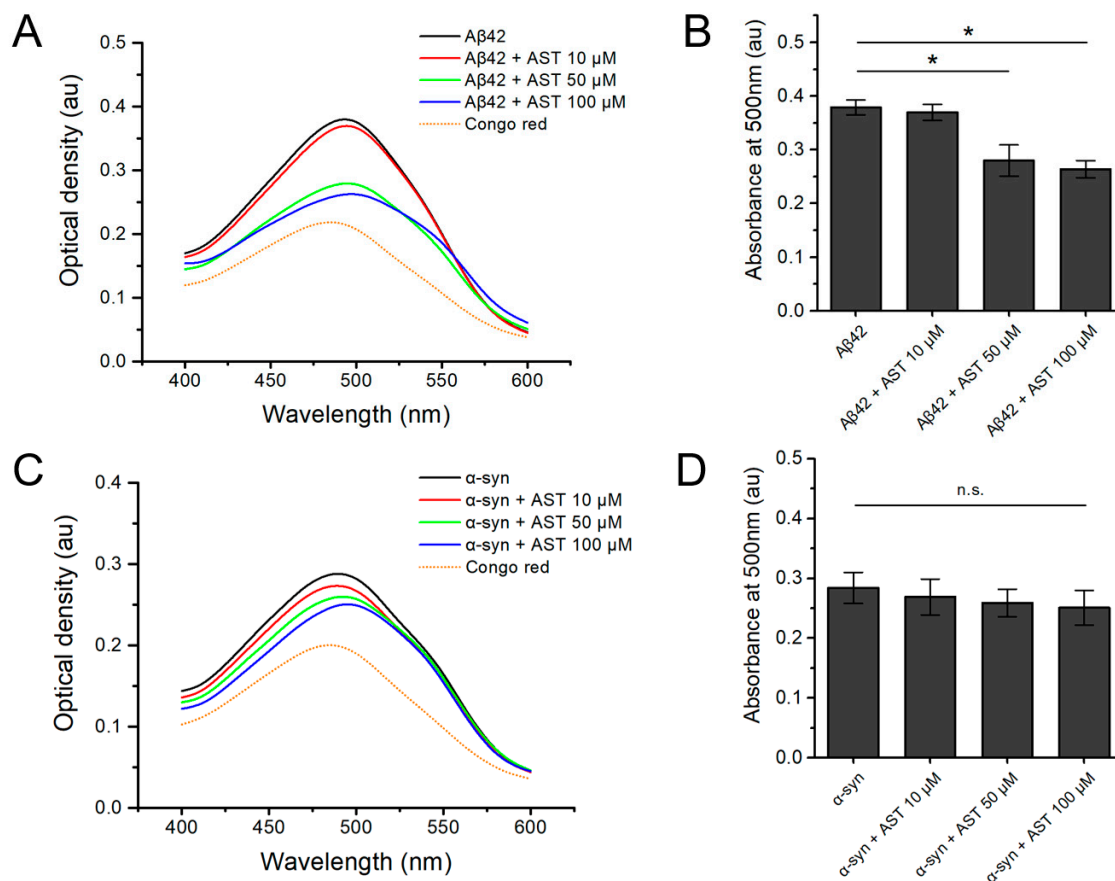 A
Optical density (au)
0.5
0.4
0.3
0.2
0.1
0.0
Aβ42
Aβ42 + AST 10 µM
Aβ42 + AST 50 µM
Aβ42 + AST 100 µM
Congo red
400 450 500 550 600
Wavelength (nm)
B
Absorbance at 500nm (au)
0.5
0.4
0.3
0.2
0.1
0.0
*
*
Aβ42
Aβ42 + AST 10 µM
Aβ42 + AST 50 µM
Aβ42 + AST 100 µM
C
Optical density (au)
0.4
0.3
0.2
0.1
0.0
α-syn
α-syn + AST 10 µM
α-syn + AST 50 µM
α-syn + AST 100 µM
Congo red
400 450 500 550 600
Wavelength (nm)
D
Absorbance at 500nm (au)
0.5
0.4
0.3
0.2
0.1
0.0
n.s.
α-syn
α-syn + AST 10 µM
α-syn + AST 50 µM
α-syn + AST 100 µM